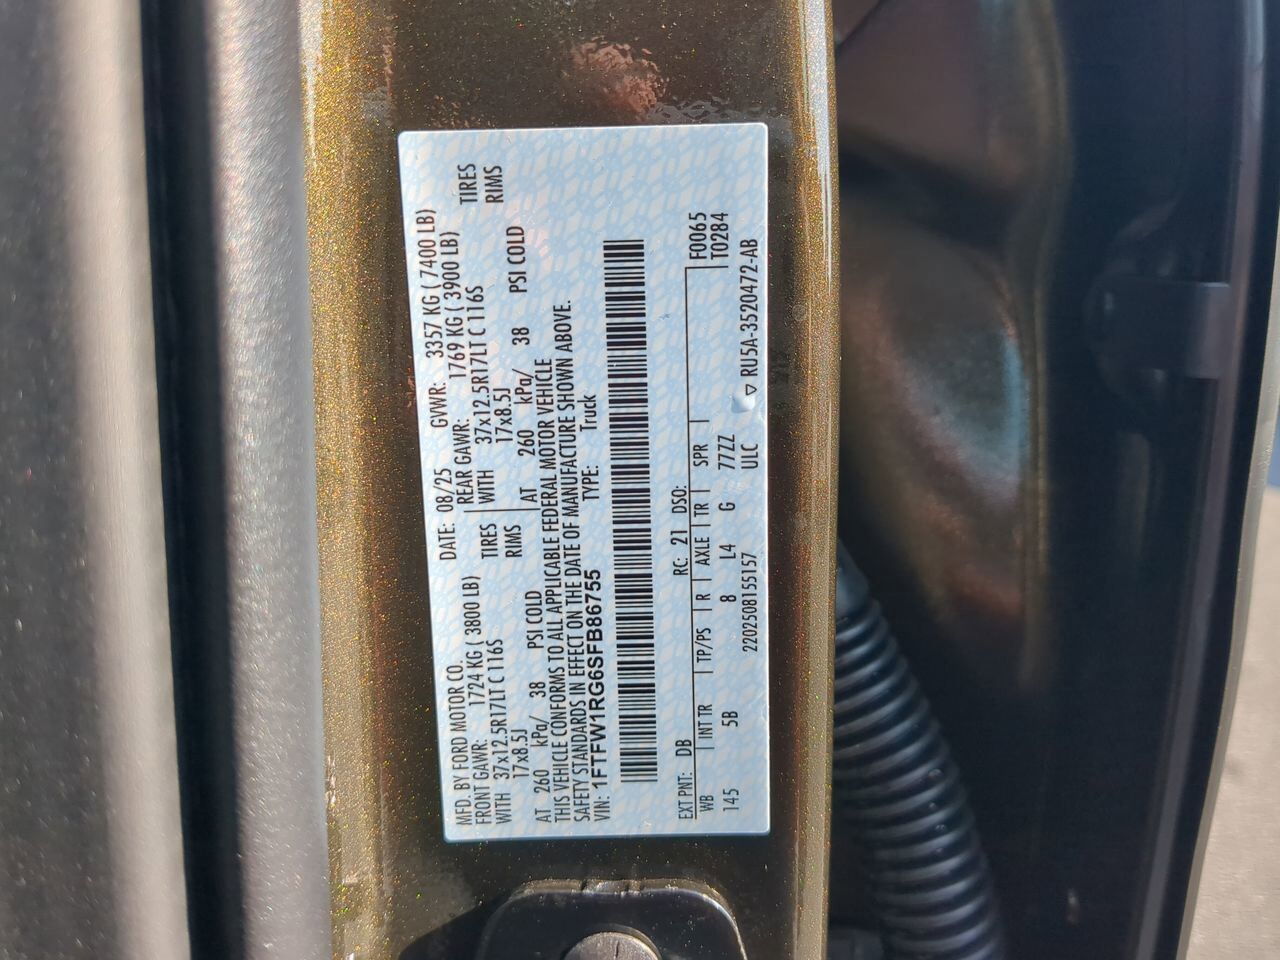 MFD. BY FORD MOTOR CO. DATE: 08/25 GVWR: 3357 KG ( 7400 LB)
FRONT GAWR: 1724 KG ( 3800 LB) REAR GAWR: 1769 KG ( 3900 LB)
WITH 37x12.5R17LT C 116S TIRES WITH 37x12.5R17LT C 116S TIRES
17x8.5J RIMS 17x8.5J RIMS
AT 260 kPa/ 38 PSI COLD AT 260 kPa/ 38 PSI COLD
THIS VEHICLE CONFORMS TO ALL APPLICABLE FEDERAL MOTOR VEHICLE
SAFETY STANDARDS IN EFFECT ON THE DATE OF MANUFACTURE SHOWN ABOVE.
VIN: 1FTFW1RG6SFB86755 TYPE: Truck
EXT PNT: DB RC: 21 DSO: F0065
WB INT TR TP/PS R AXLE TR SPR T0284
145 5B 8 L4 G 77ZZ
2202508155157 ULC ▽ RU5A-3520472-AB